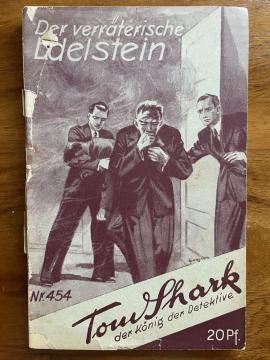 Der verräterische
Edelstein
Nr. 454
Tom Shark
der König der Detektive
20 Pf.